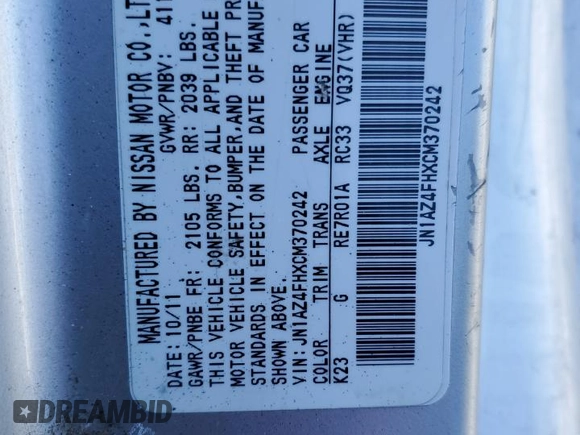 MANUFACTURED BY NISSAN MOTOR CO.,LT
DATE: 10/11 GVWR/PNBV: 411
GAWR/PNBE FR: 2105 LBS. RR: 2039 LBS.
THIS VEHICLE CONFORMS TO ALL APPLICABLE
MOTOR VEHICLE SAFETY,BUMPER,AND THEFT PR
STANDARDS IN EFFECT ON THE DATE OF MANUF
SHOWN ABOVE.
VIN: JN1AZ4FHXCM370242 PASSENGER CAR
COLOR TRIM TRANS AXLE ENGINE
K23 G RE7R01A RC33 VQ37(VHR)
JN1AZ4FHXCM370242
DREAMBID